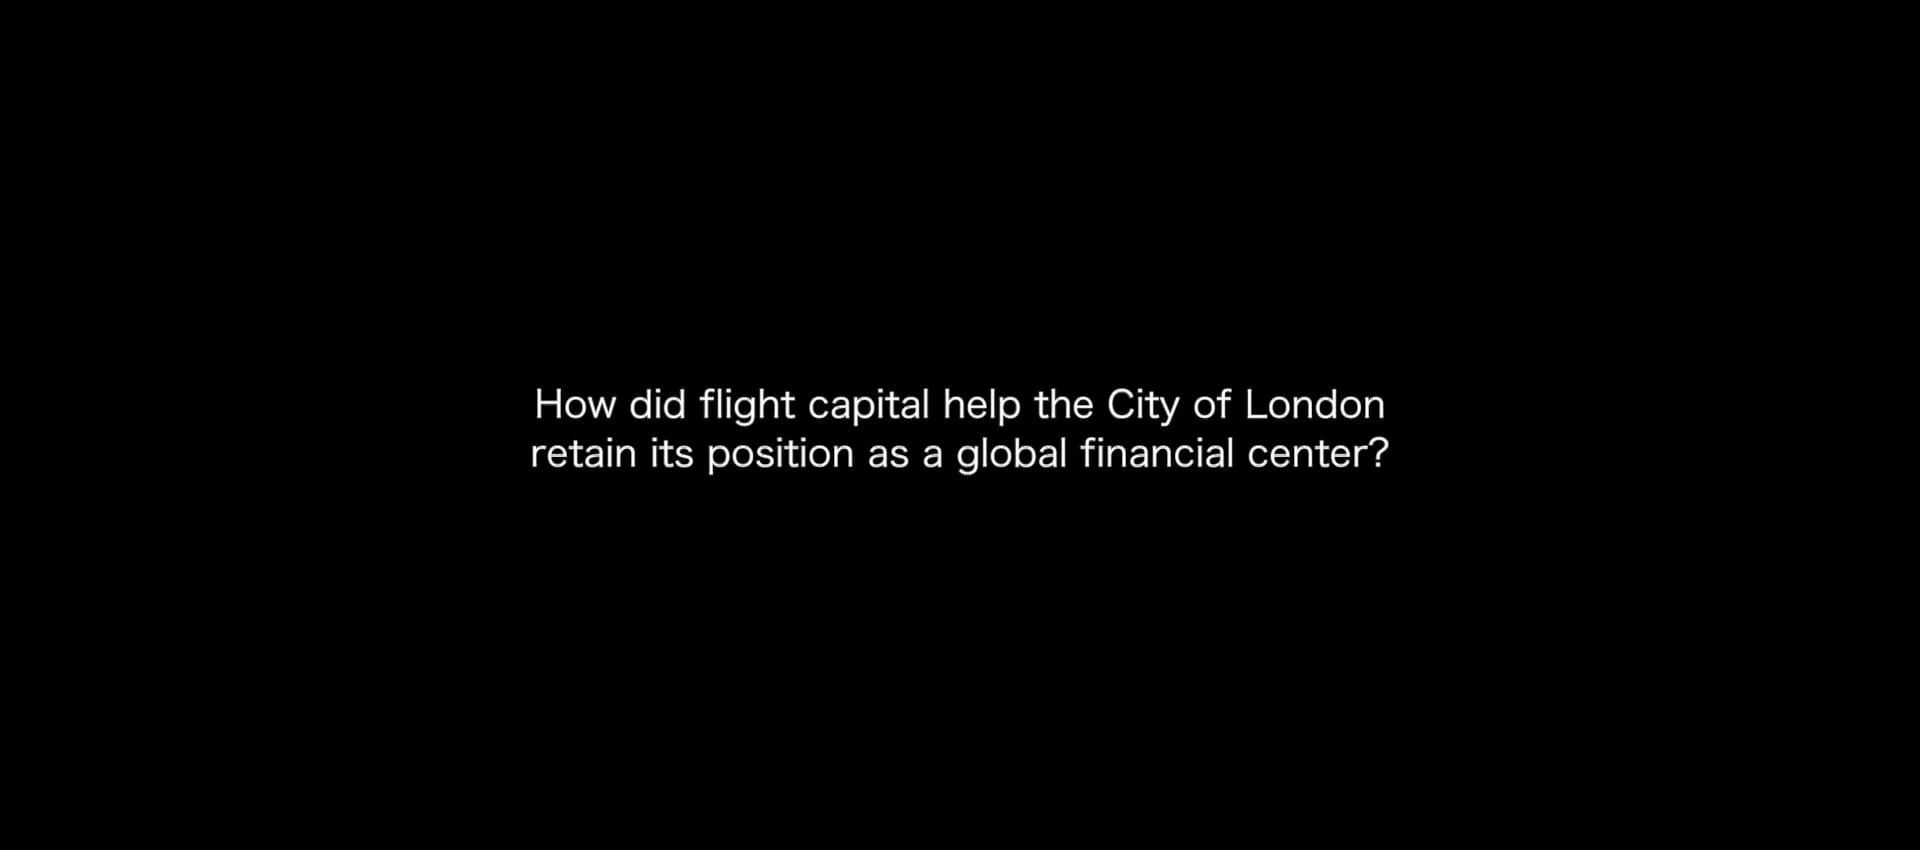 How did flight capital help the City of London
retain its position as a global financial center?